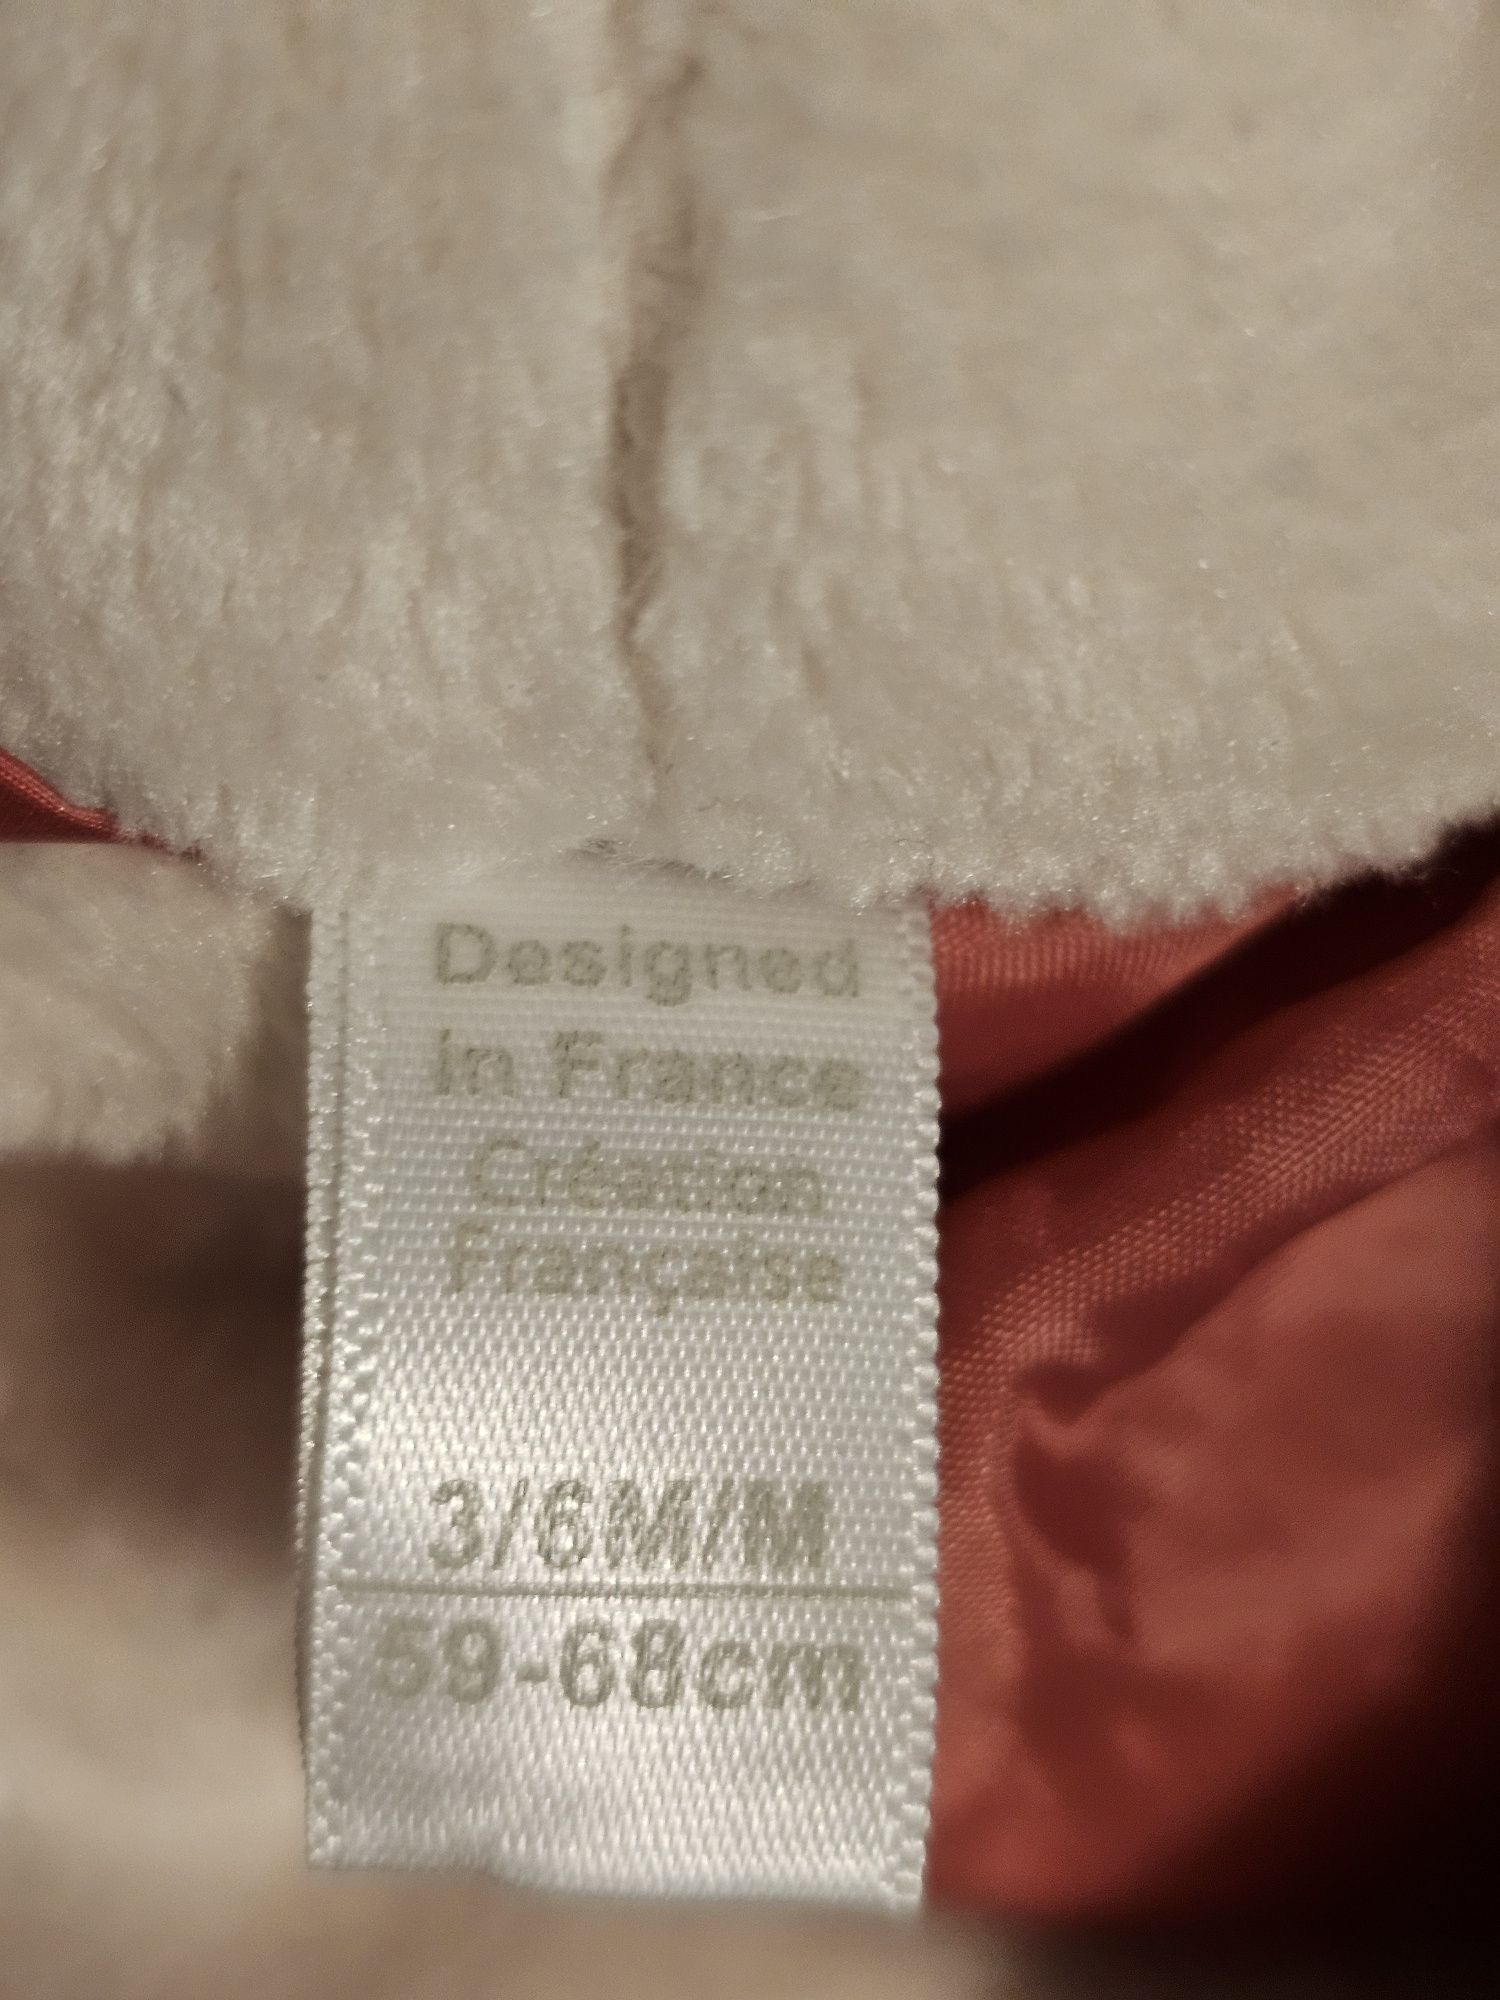 Designed
in France
Création
Française
3/6M/M
59-68cm